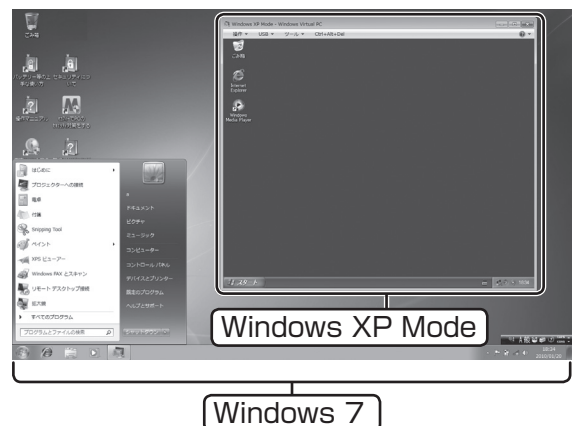 ごみ箱
Windows XP Mode - Windows Virtual PC
操作 USB ツール Ctrl+Alt+Del
ごみ箱
Internet
Explorer
Windows
Media Player
はじめに
プロジェクターへの接続
電卓
付箋
Snipping Tool
ペイント
XPS ビューアー
Windows FAX とスキャン
リモート デスクトップ接続
拡大鏡
すべてのプログラム
プログラムとファイルの検索
ドキュメント
ピクチャ
ミュージック
コンピューター
コントロール パネル
デバイスとプリンター
既定のプログラム
ヘルプとサポート
スタート
Windows XP Mode
Windows 7